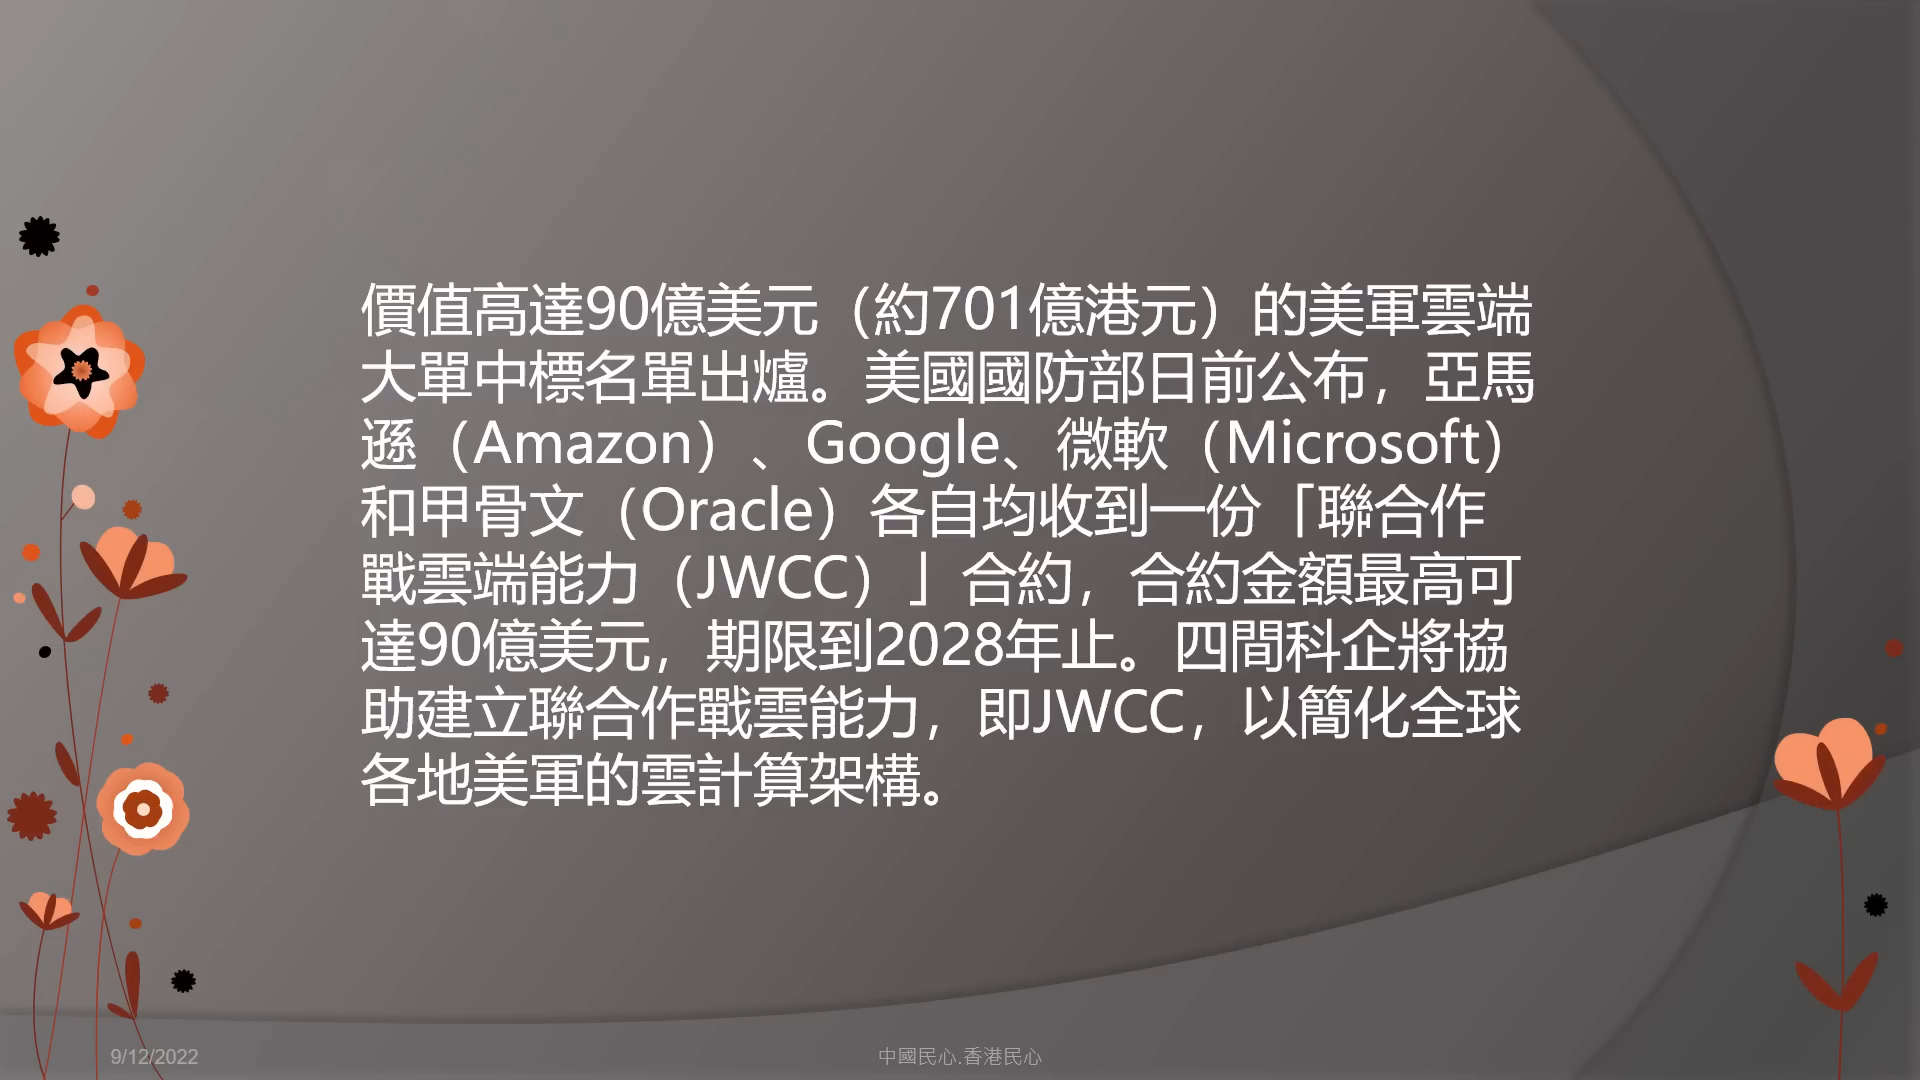 價值高達90億美元（約701億港元）的美軍雲端
大單中標名單出爐。美國國防部日前公布，亞馬
遜（Amazon）、Google、微軟（Microsoft）
和甲骨文（Oracle）各自均收到一份「聯合作
戰雲端能力（JWCC）」合約，合約金額最高可
達90億美元，期限到2028年止。四間科企將協
助建立聯合作戰雲能力，即JWCC，以簡化全球
各地美軍的雲計算架構。
9/12/2022
中國民心.香港民心